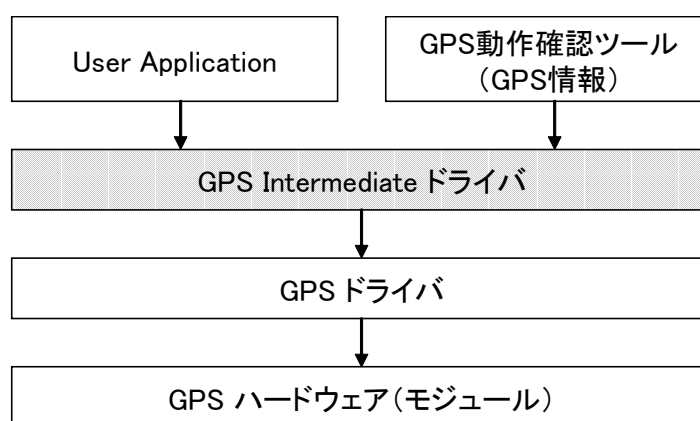 User Application
GPS動作確認ツール
（GPS情報）
GPS Intermediate ドライバ
GPS ドライバ
GPS ハードウェア（モジュール）